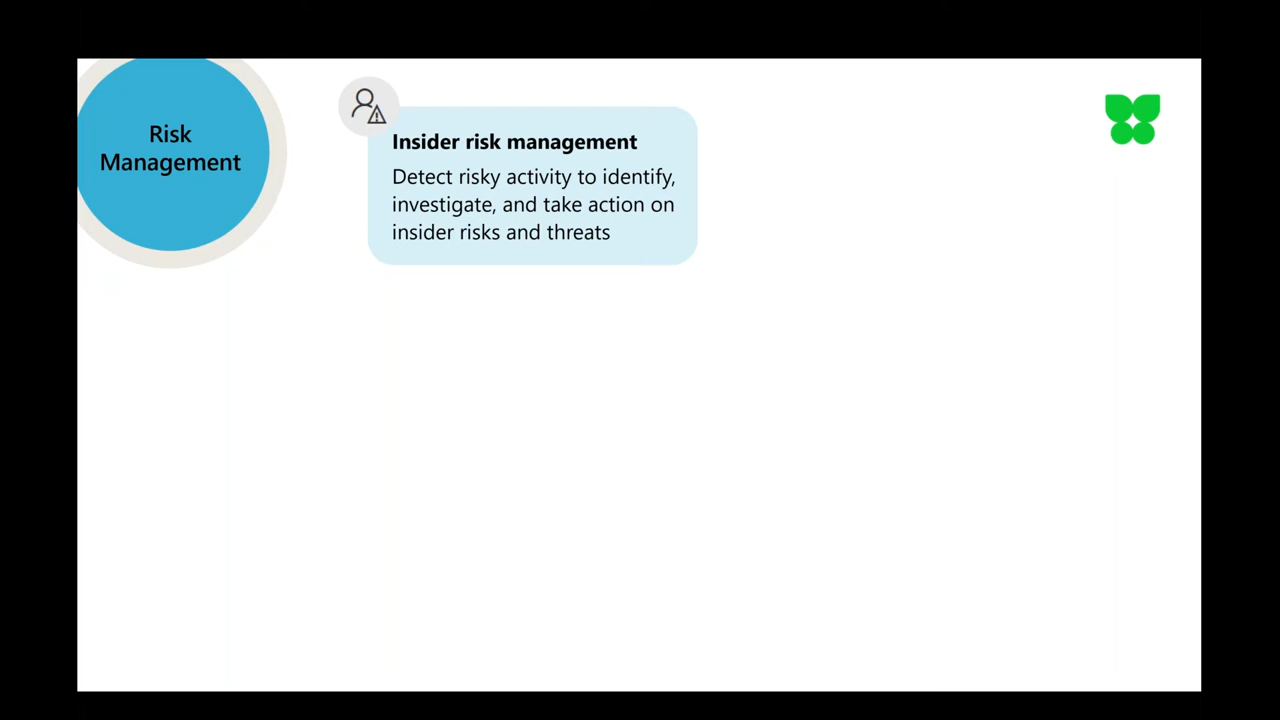 Risk
Management
Insider risk management
Detect risky activity to identify,
investigate, and take action on
insider risks and threats